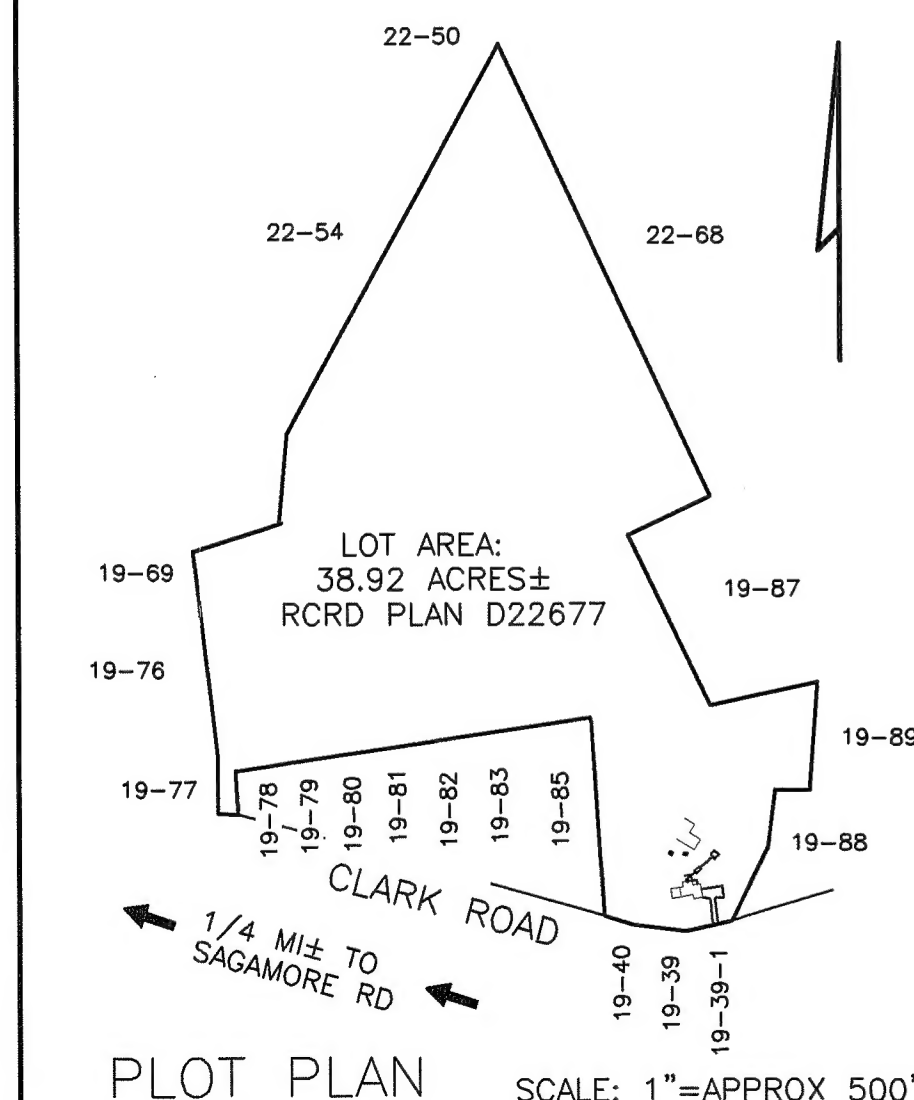 22-50
22-54
22-68
LOT AREA:
38.92 ACRES±
RCRD PLAN D22677
19-69
19-87
19-76
19-89
19-77
19-78
19-79
19-80
19-81
19-82
19-83
19-85
19-88
CLARK ROAD
1/4 MI± TO
SAGAMORE RD
19-40
19-39
19-39-1
PLOT PLAN
SCALE: 1"=APPROX 500'